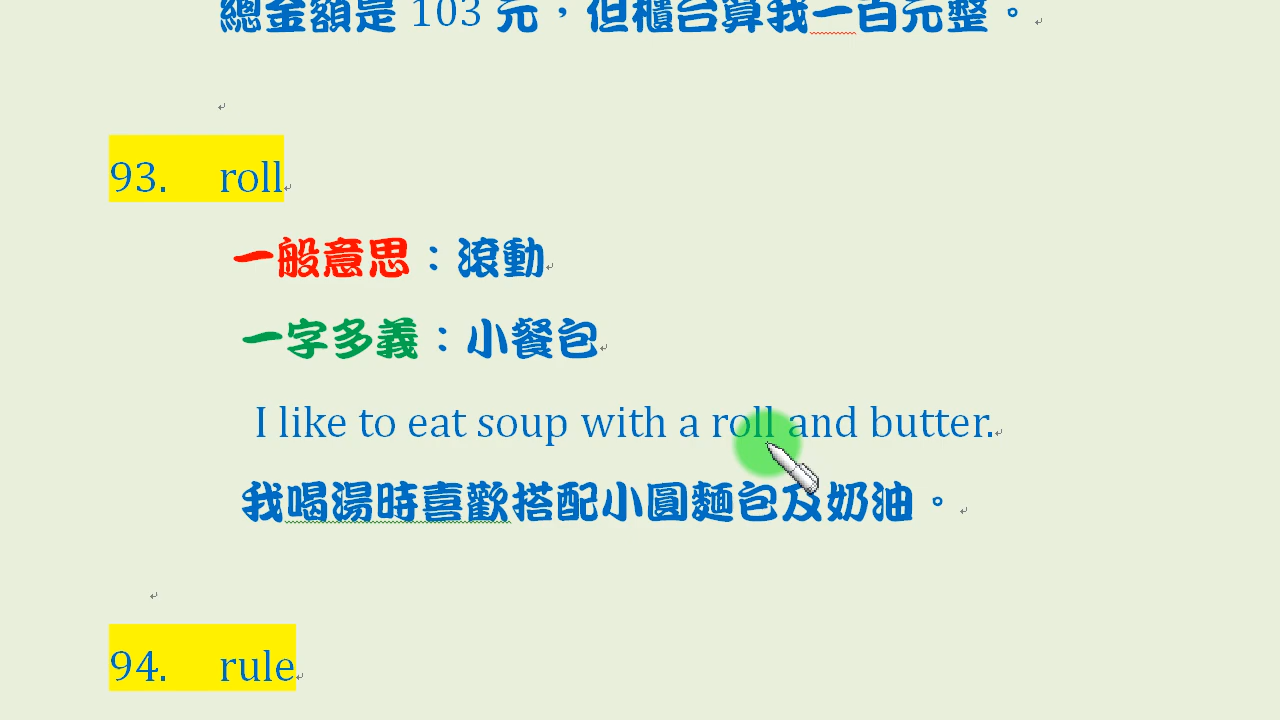 總金額是 103 元，但櫃台算我一百元整。
93. roll
一般意思：滾動
一字多義：小餐包
I like to eat soup with a roll and butter.
我喝湯時喜歡搭配小圓麵包及奶油。
94. rule